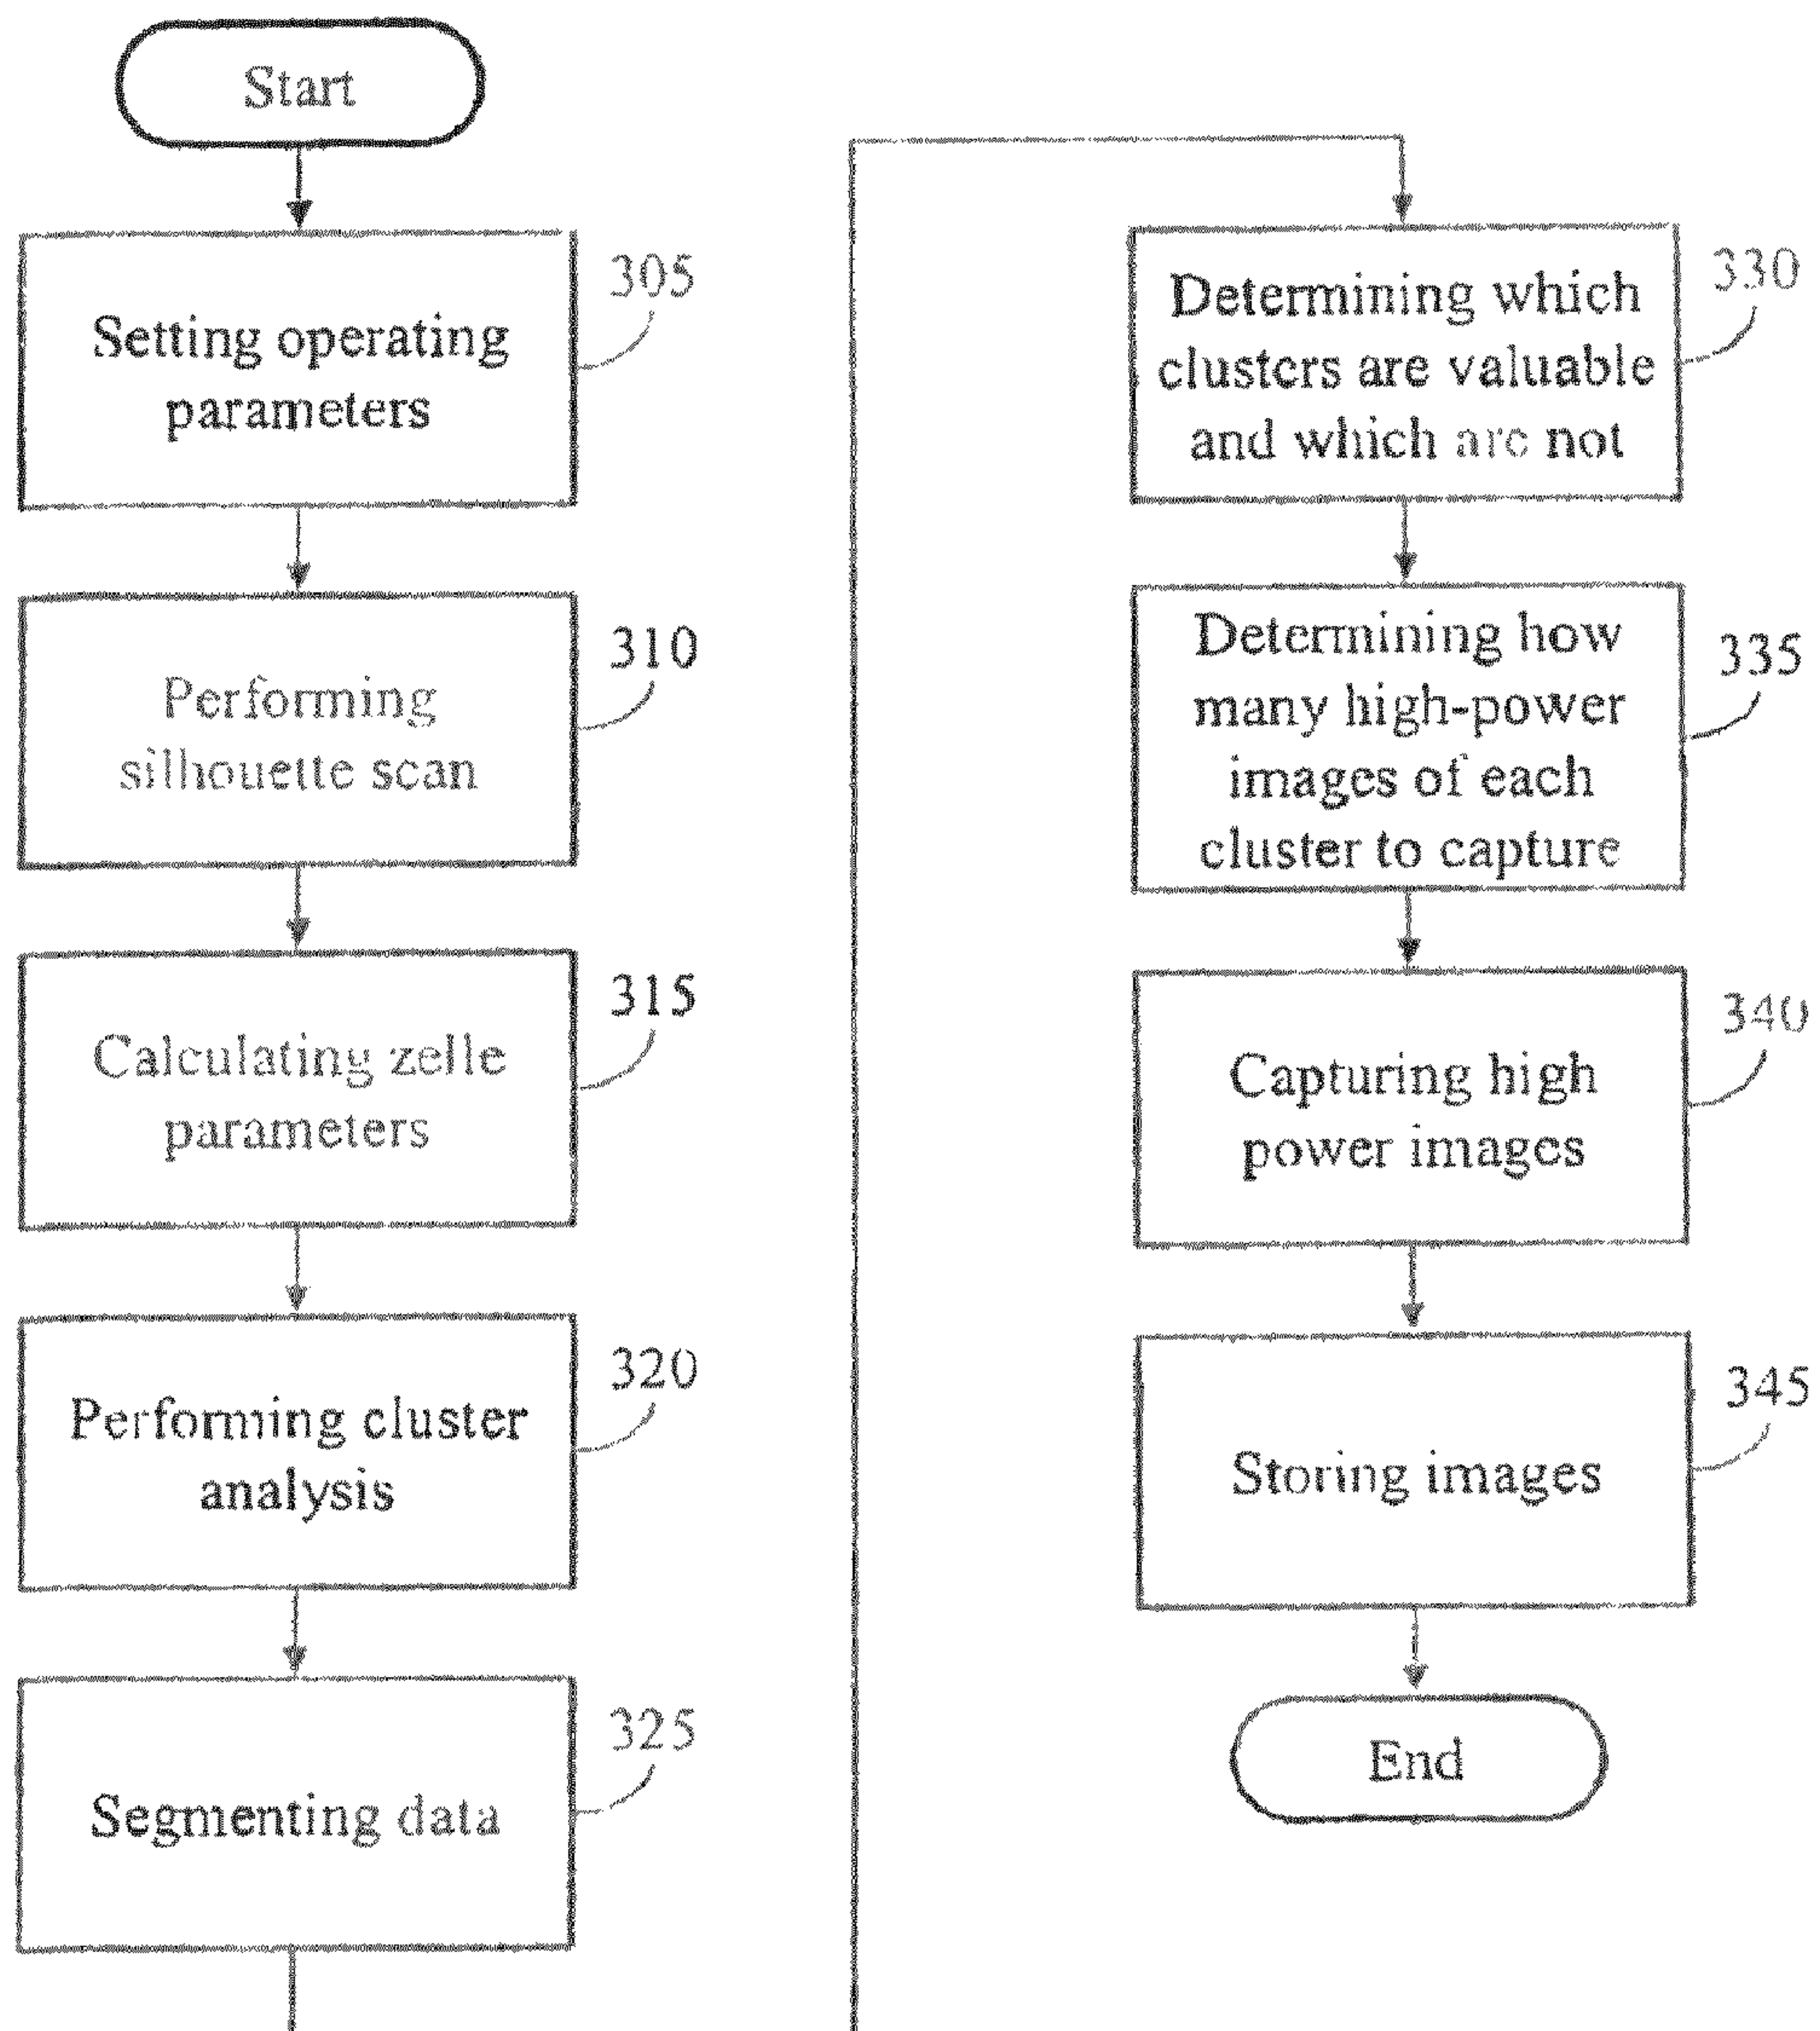 Start
Setting operating
parameters
305
Performing
silhouette scan
310
Calculating zelle
parameters
315
Performing cluster
analysis
320
Segmenting data
325
Determining which
clusters are valuable
and which are not
330
Determining how
many high-power
images of each
cluster to capture
335
Capturing high
power images
340
Storing images
345
End